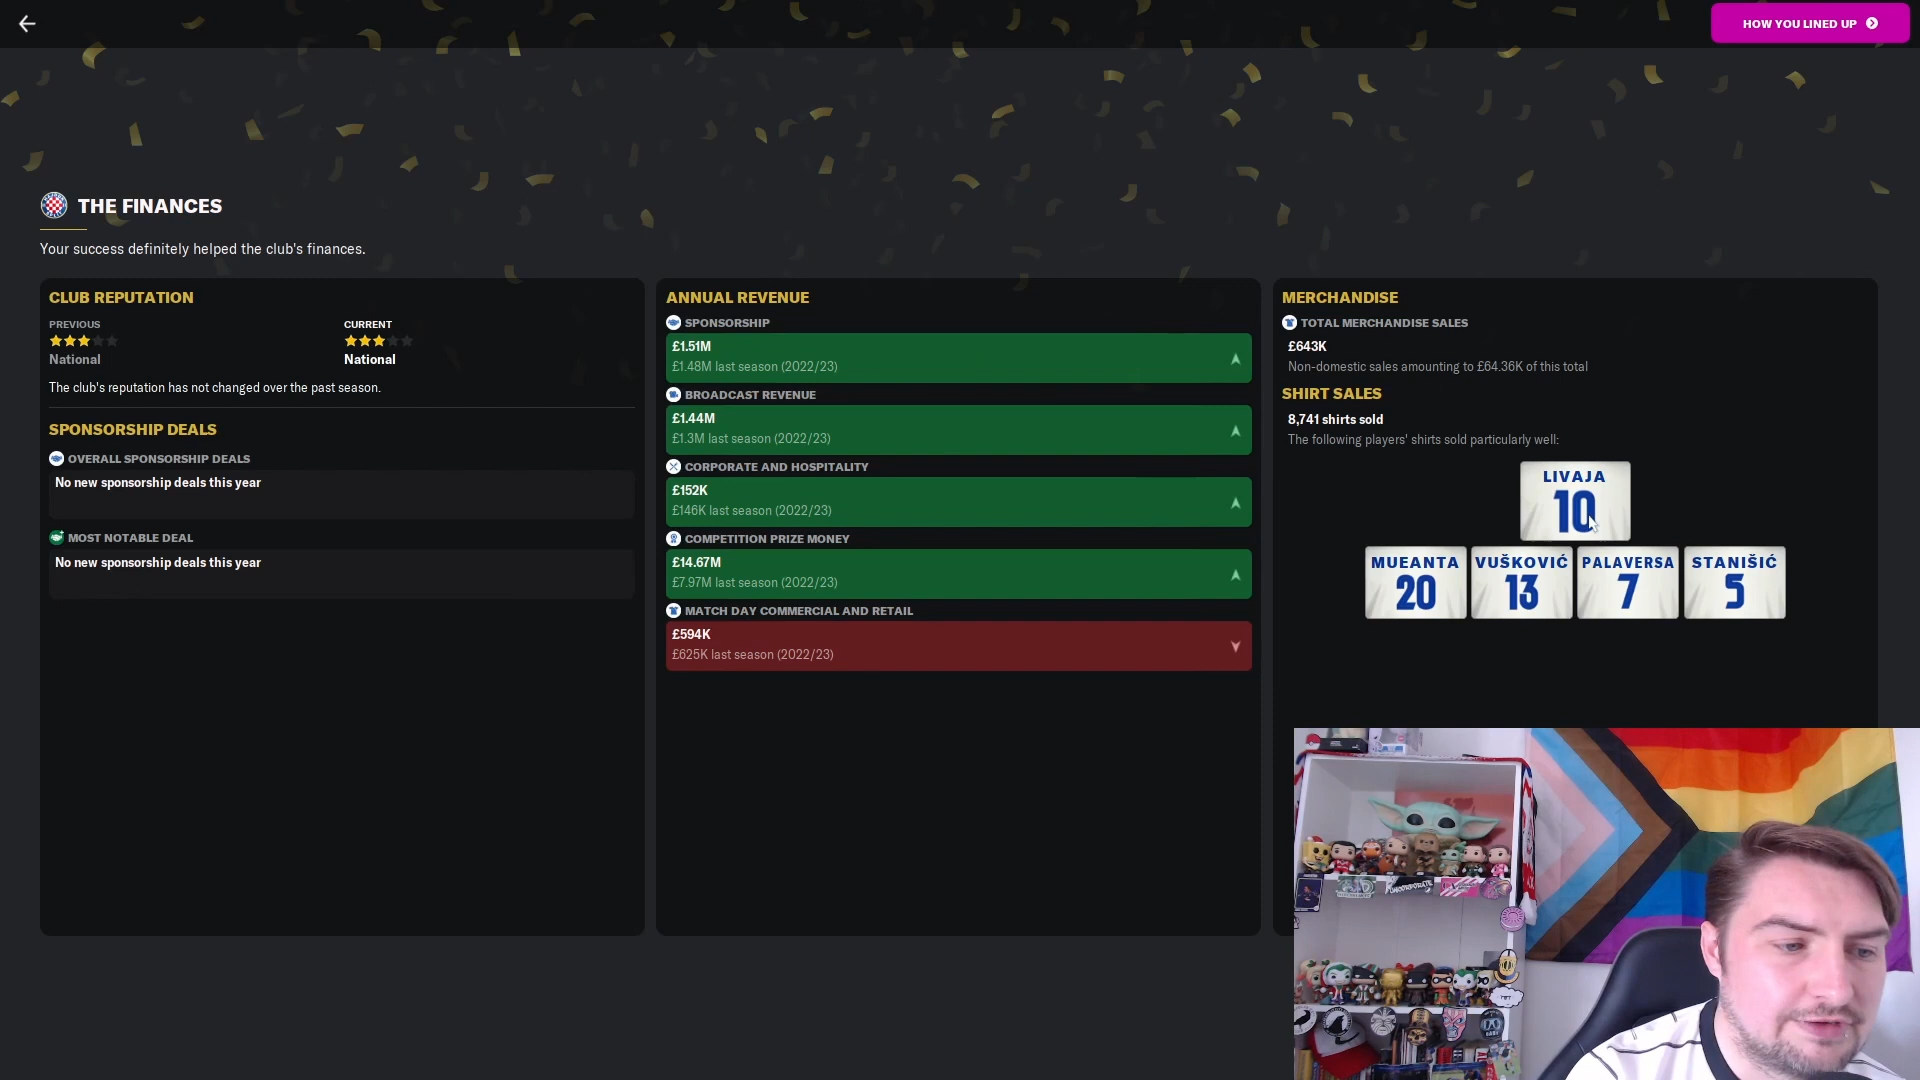 HOW YOU LINED UP
THE FINANCES
Your success definitely helped the club's finances.
CLUB REPUTATION
PREVIOUS
National
CURRENT
National
The club's reputation has not changed over the past season.
SPONSORSHIP DEALS
OVERALL SPONSORSHIP DEALS
No new sponsorship deals this year
MOST NOTABLE DEAL
No new sponsorship deals this year
ANNUAL REVENUE
SPONSORSHIP
£1.51M
£1.48M last season (2022/23)
BROADCAST REVENUE
£1.44M
£1.3M last season (2022/23)
CORPORATE AND HOSPITALITY
£152K
£146K last season (2022/23)
COMPETITION PRIZE MONEY
£14.67M
£7.97M last season (2022/23)
MATCH DAY COMMERCIAL AND RETAIL
£594K
£625K last season (2022/23)
MERCHANDISE
TOTAL MERCHANDISE SALES
£643K
Non-domestic sales amounting to £64.36K of this total
SHIRT SALES
8,741 shirts sold
The following players' shirts sold particularly well:
LIVAJA
10
MUEANTA
20
VUŠKOVIĆ
13
PALAVERSA
7
STANIŠIĆ
5